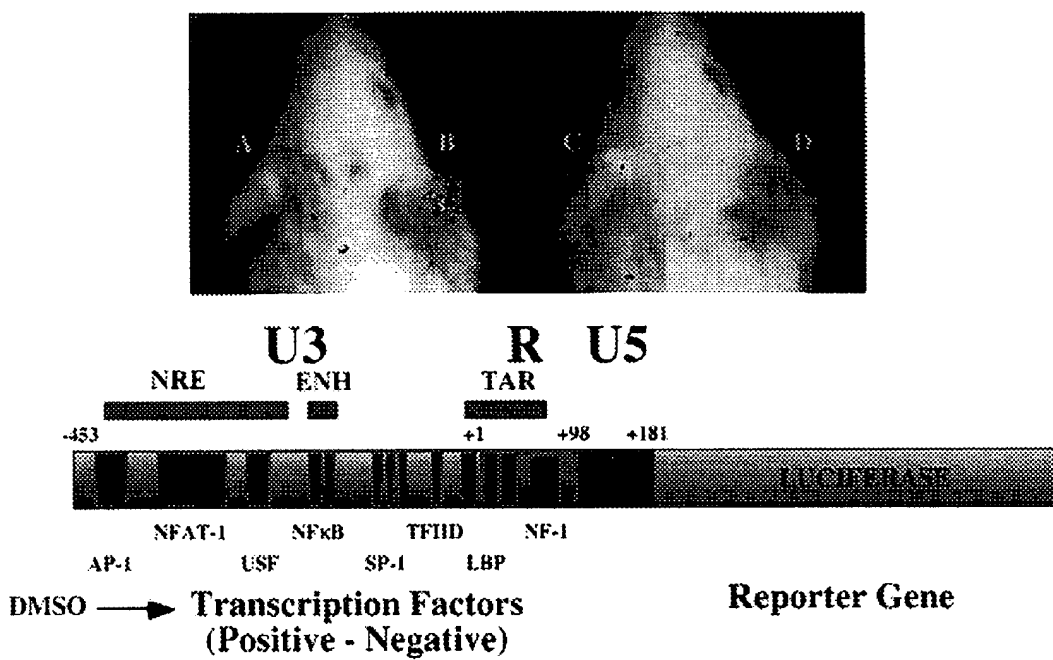 A B C D
U3 R U5
NRE ENH TAR
-453 +1 +98 +181
LUCIFERASE
NFAT-1 NFκB TFIID NF-1
AP-1 USF SP-1 LBP
DMSO Transcription Factors
(Positive - Negative)
Reporter Gene